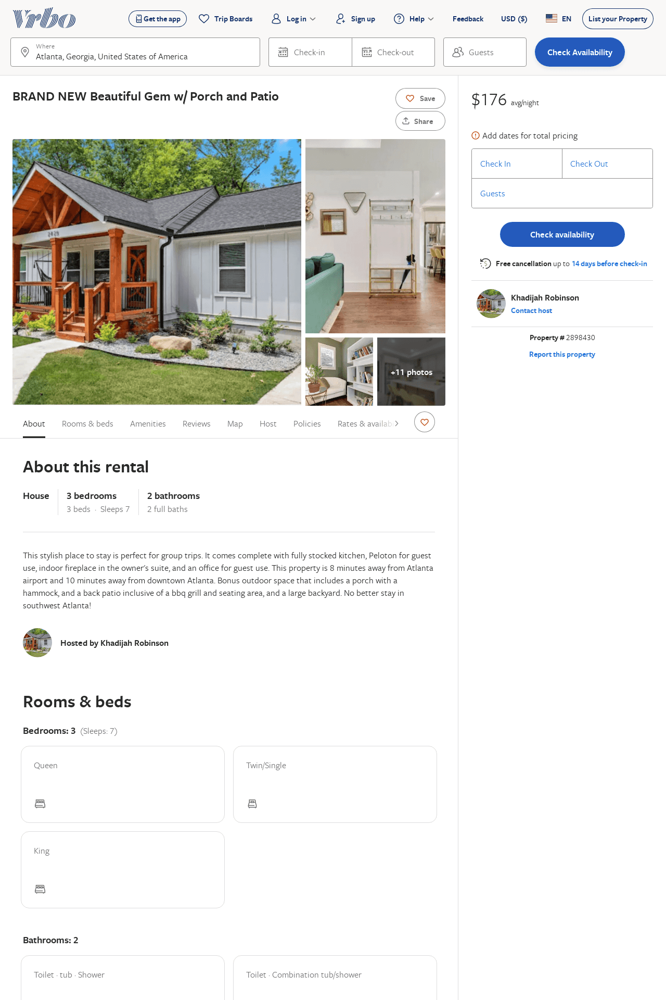 Vrbo
Get the app
Trip Boards
Log in
Sign up
Help
Feedback
USD ($)
EN
List your Property
Where
Atlanta, Georgia, United States of America
Check-in
Check-out
Guests
Check Availability
BRAND NEW Beautiful Gem w/ Porch and Patio
Save
Share
2429
+11 photos
$176 avg/night
Add dates for total pricing
Check In
Check Out
Guests
Check availability
Free cancellation up to 14 days before check-in
Khadijah Robinson
Contact host
Property # 2898430
Report this property
About
Rooms & beds
Amenities
Reviews
Map
Host
Policies
Rates & availab
About this rental
House
3 bedrooms
3 beds · Sleeps 7
2 bathrooms
2 full baths
This stylish place to stay is perfect for group trips. It comes complete with fully stocked kitchen, Peloton for guest
use, indoor fireplace in the owner's suite, and an office for guest use. This property is 8 minutes away from Atlanta
airport and 10 minutes away from downtown Atlanta. Bonus outdoor space that includes a porch with a
hammock, and a back patio inclusive of a bbq grill and seating area, and a large backyard. No better stay in
southwest Atlanta!
Hosted by Khadijah Robinson
Rooms & beds
Bedrooms: 3 (Sleeps: 7)
Queen
Twin/Single
King
Bathrooms: 2
Toilet · tub · Shower
Toilet · Combination tub/shower